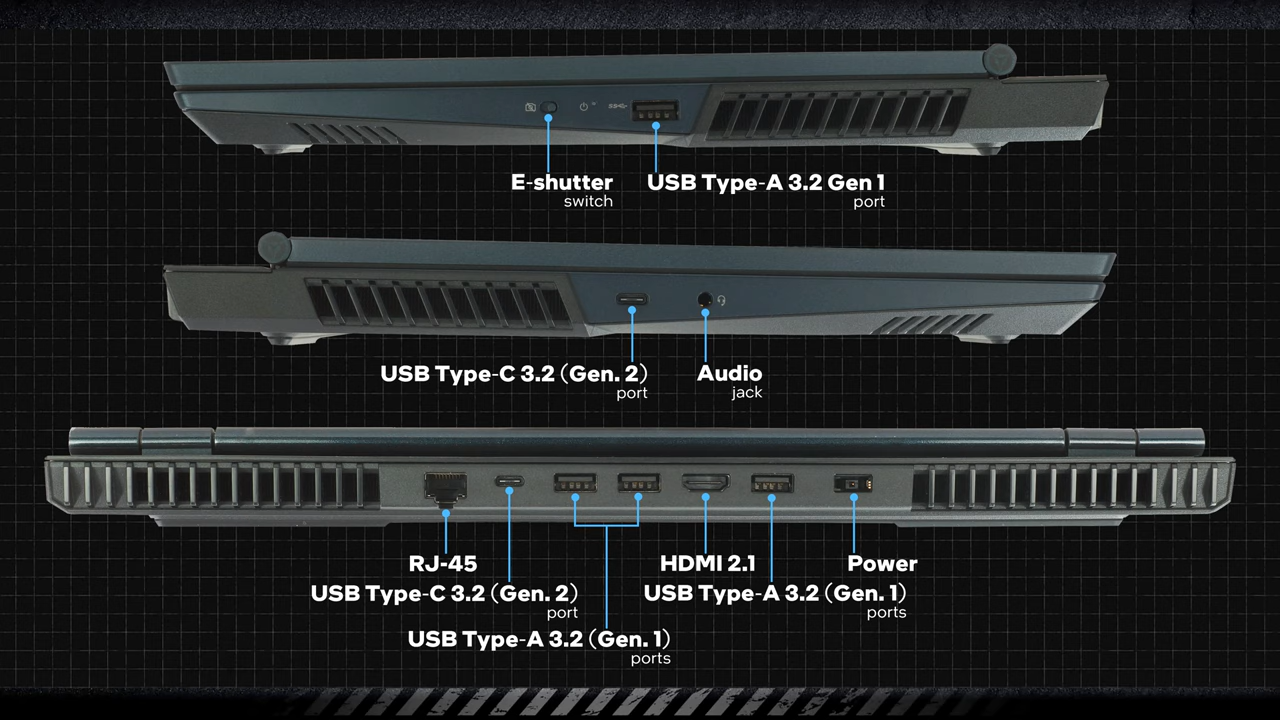 E-shutter
switch
USB Type-A 3.2 Gen 1
port
USB Type-C 3.2 (Gen. 2)
port
Audio
jack
RJ-45
HDMI 2.1
Power
USB Type-C 3.2 (Gen. 2)
port
USB Type-A 3.2 (Gen. 1)
ports
USB Type-A 3.2 (Gen. 1)
ports